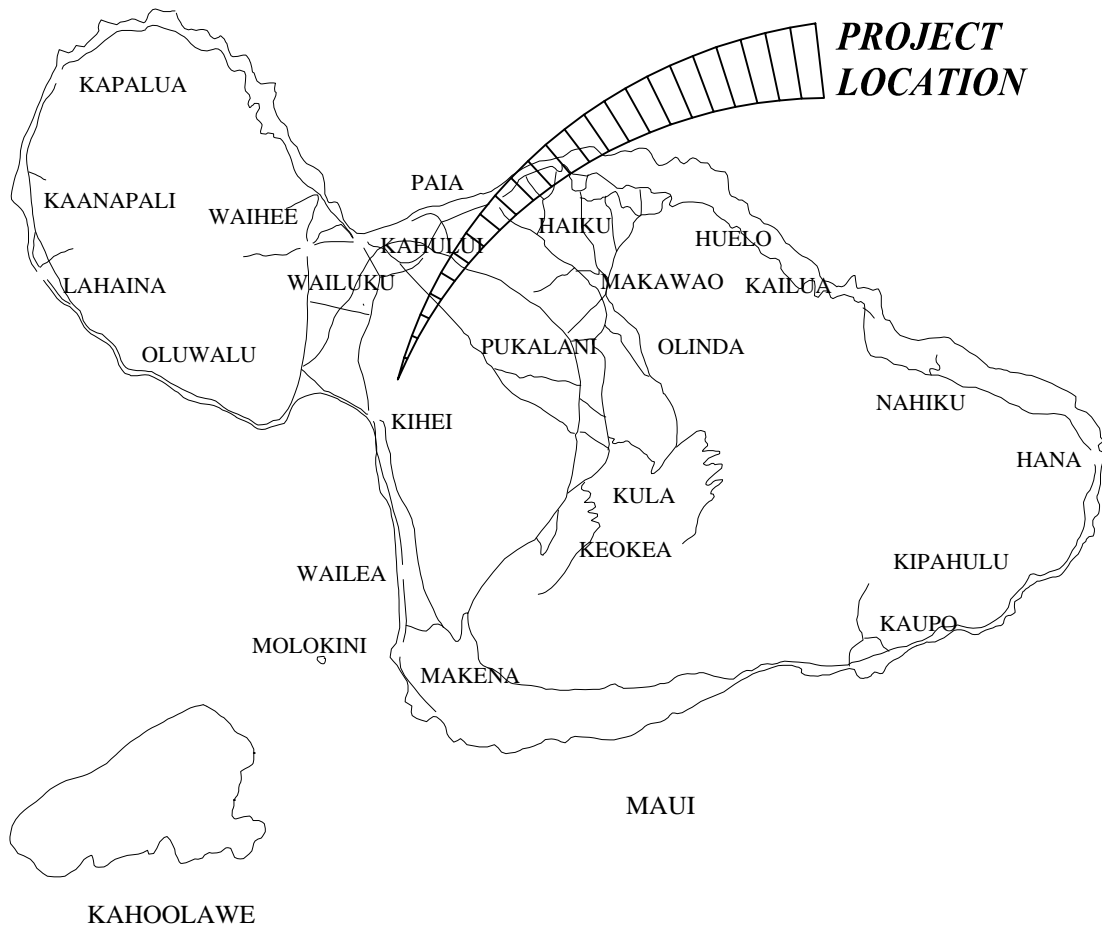 PROJECT
LOCATION
KAPALUA
PAIA
KAANAPALI
WAIHEE
HAIKU
HUELO
KAHULUI
LAHAINA
WAILUKU
MAKAWAO
KAILUA
OLUWALU
PUKALANI
OLINDA
NAHIKU
KIHEI
HANA
KULA
KEOKEA
KIPAHULU
WAILEA
KAUPO
MOLOKINI
MAKENA
MAUI
KAHOOLAWE